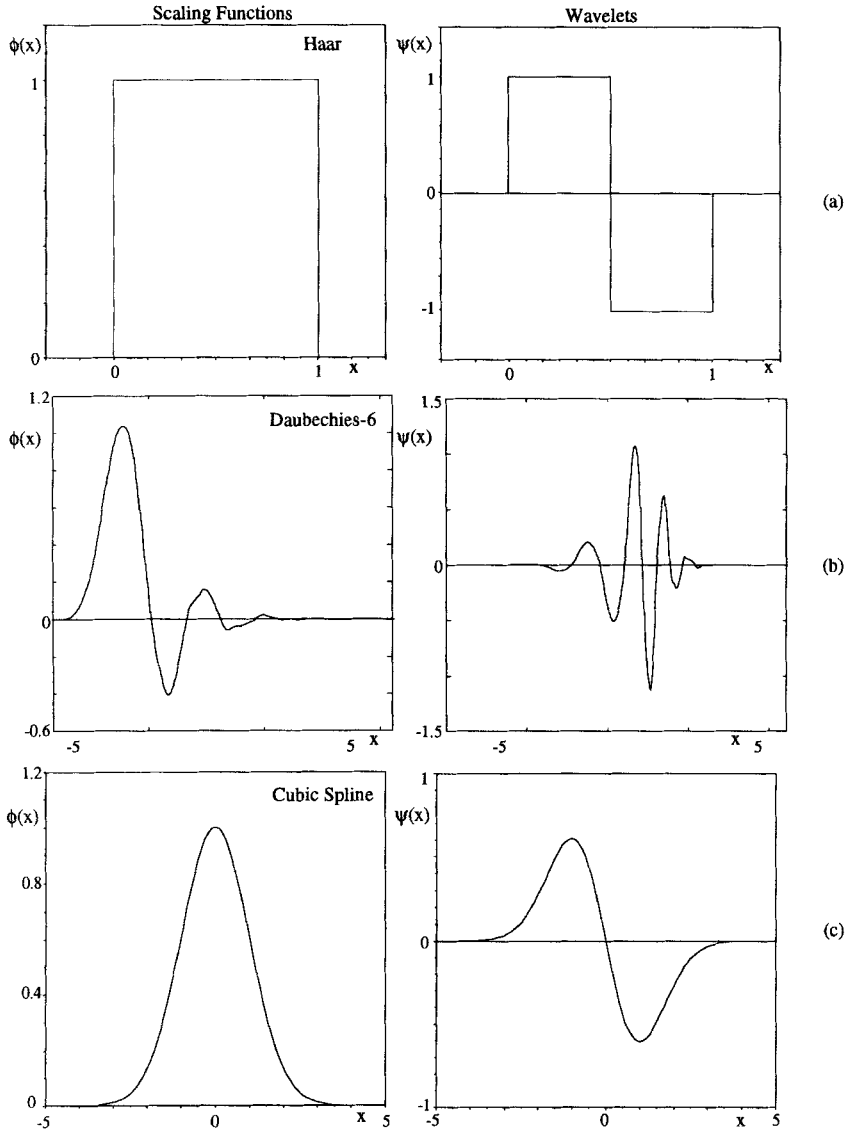 Scaling Functions
Wavelets
ϕ(x)
Haar
1
0
0
1
x
ψ(x)
1
0
-1
0
1
x
(a)
1.2
ϕ(x)
Daubechies-6
0
-0.6
-5
5
x
1.5
ψ(x)
0
-1.5
-5
x
5
(b)
1.2
ϕ(x)
Cubic Spline
0.8
0.4
0
-5
0
x
5
1
ψ(x)
0
-1
-5
0
x
5
(c)